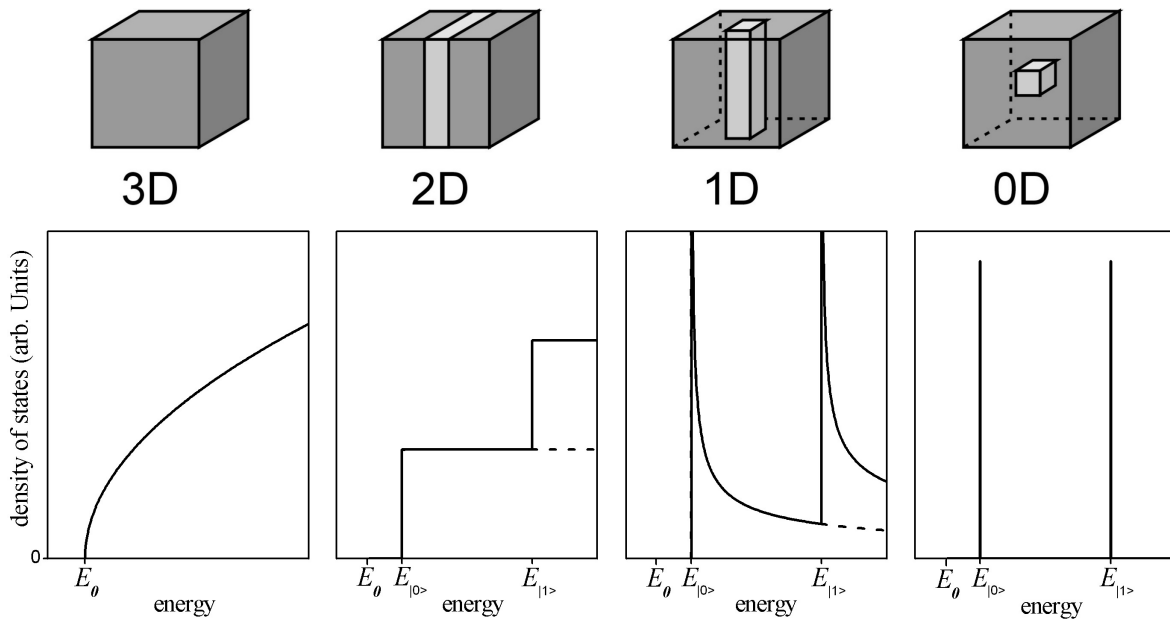 3D
2D
1D
0D
density of states (arb. Units)
0
E0
energy
E0
E|0>
E|1>
energy
E0
E|0>
E|1>
energy
E0
E|0>
E|1>
energy